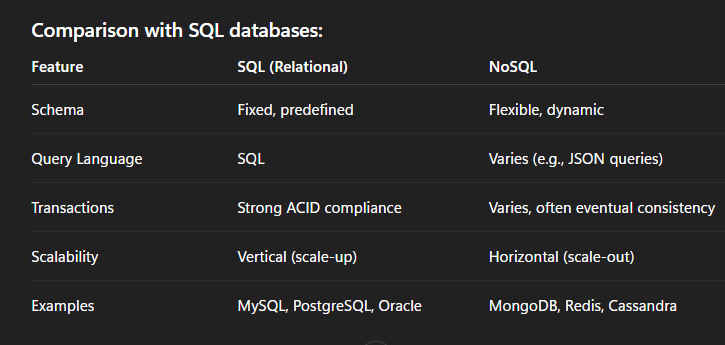 Comparison with SQL databases:
Feature SQL (Relational) NoSQL
Schema Fixed, predefined Flexible, dynamic
Query Language SQL Varies (e.g., JSON queries)
Transactions Strong ACID compliance Varies, often eventual consistency
Scalability Vertical (scale-up) Horizontal (scale-out)
Examples MySQL, PostgreSQL, Oracle MongoDB, Redis, Cassandra